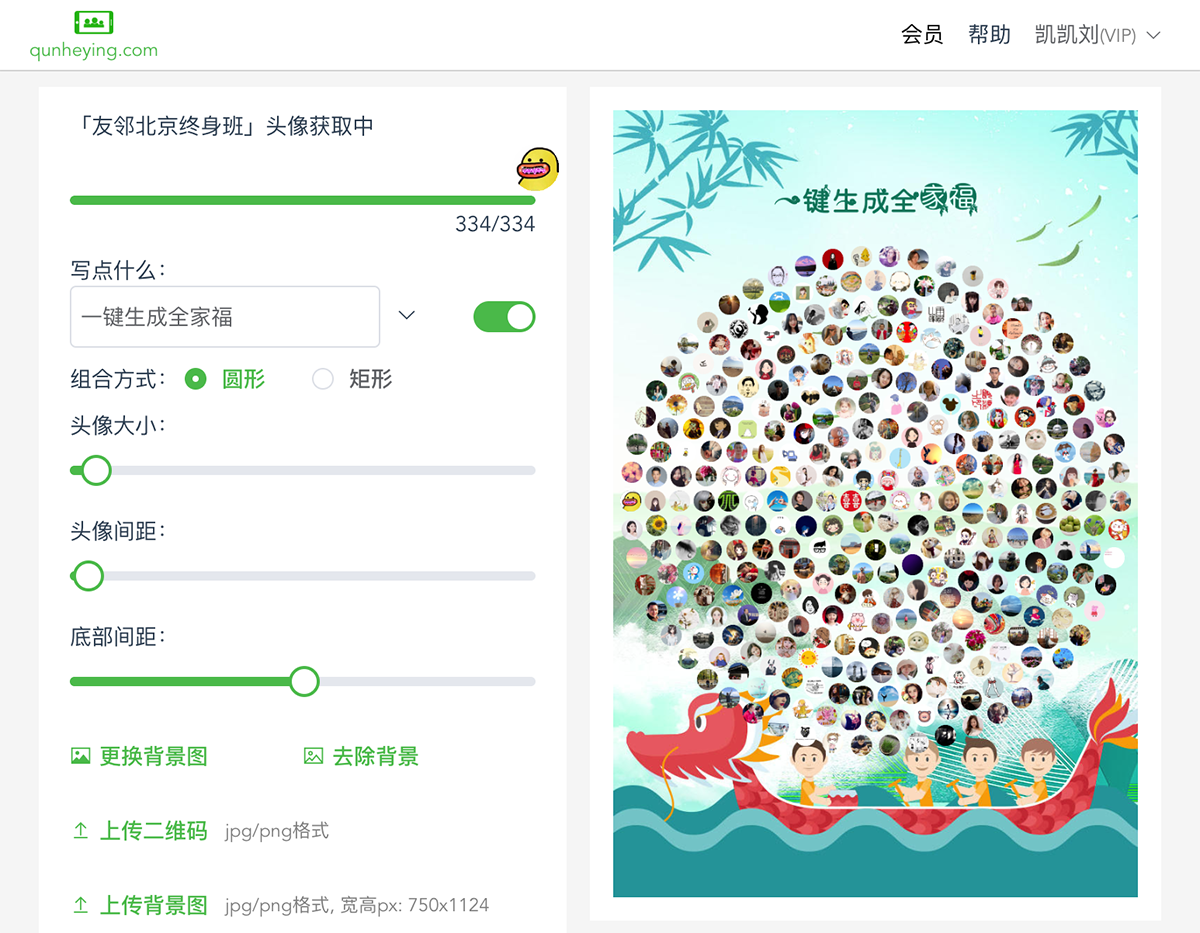 qunheying.com
会员
帮助
凯凯刘(VIP)
「友邻北京终身班」头像获取中
334/334
写点什么:
一键生成全家福
组合方式:
圆形
矩形
头像大小:
头像间距:
底部间距:
更换背景图
去除背景
上传二维码 jpg/png格式
上传背景图 jpg/png格式, 宽高px: 750x1124
一键生成全家福